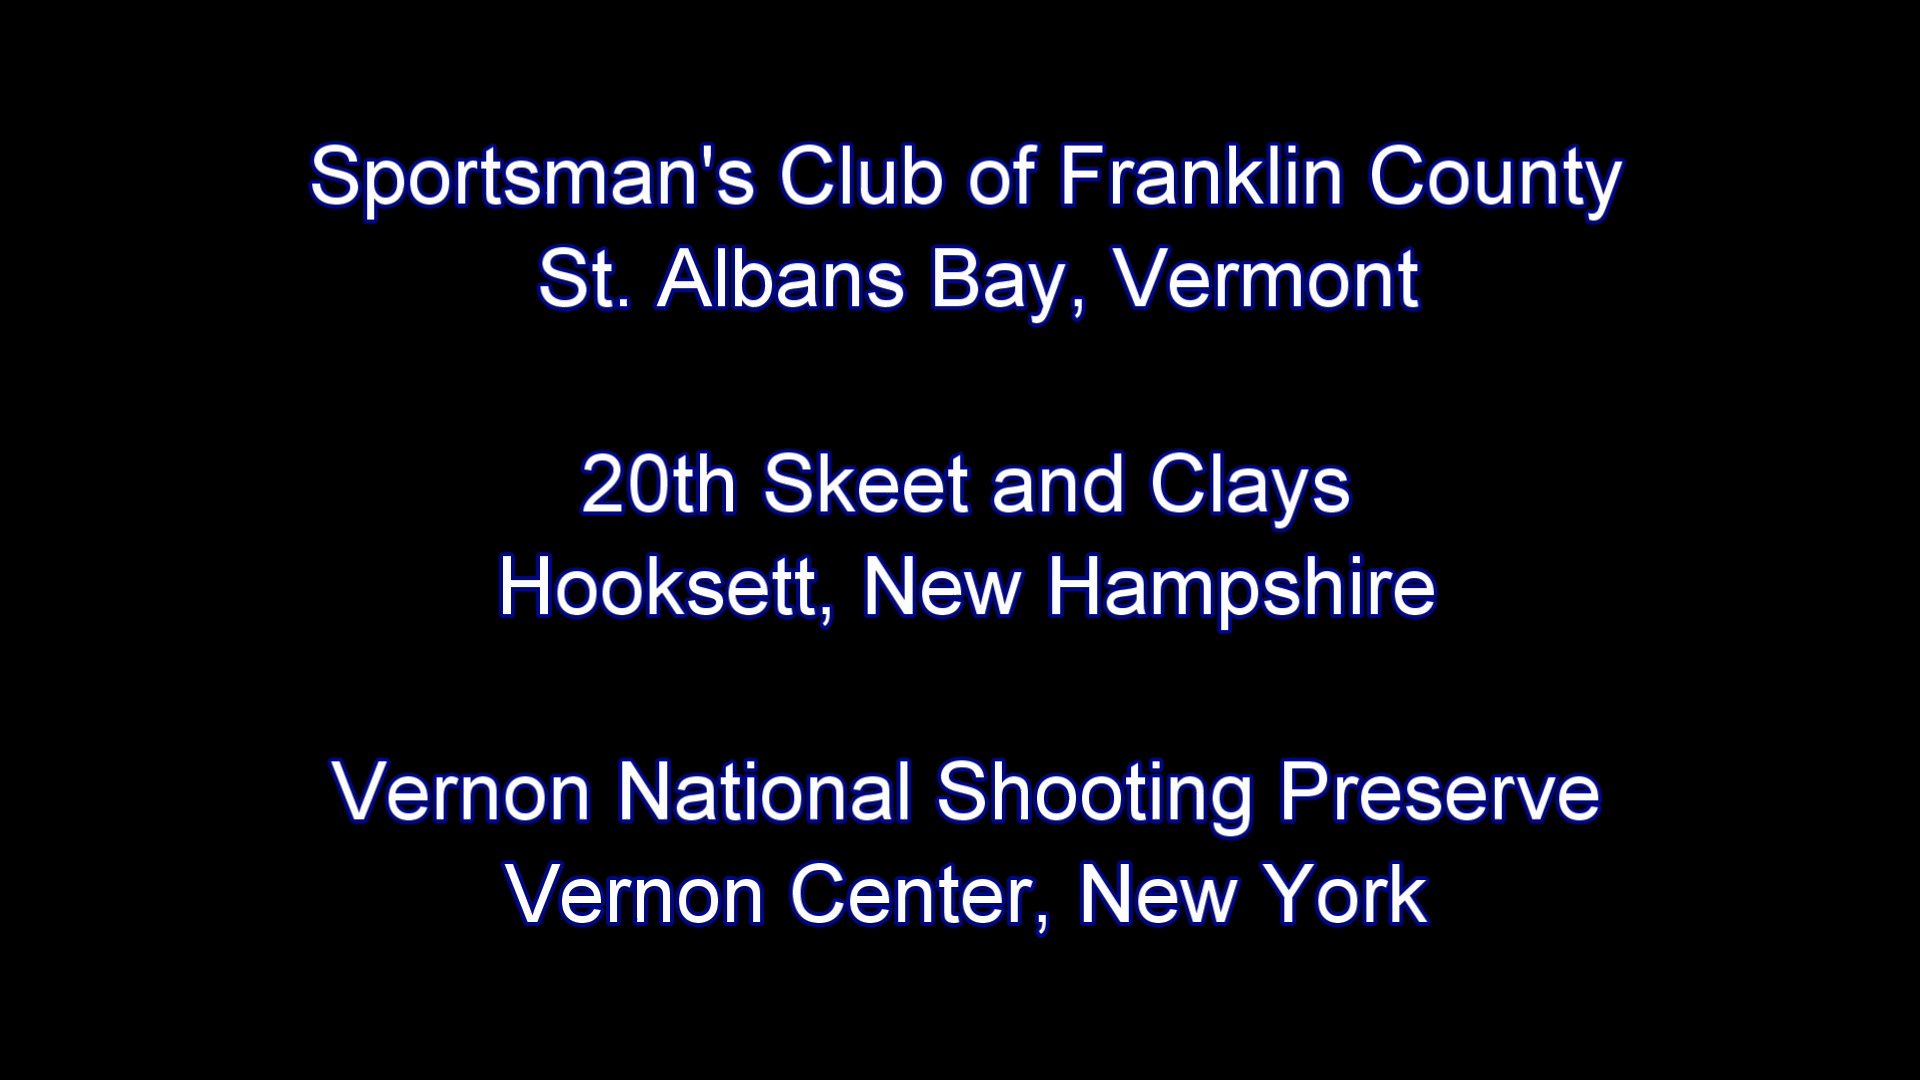 Sportsman's Club of Franklin County
St. Albans Bay, Vermont
20th Skeet and Clays
Hooksett, New Hampshire
Vernon National Shooting Preserve
Vernon Center, New York